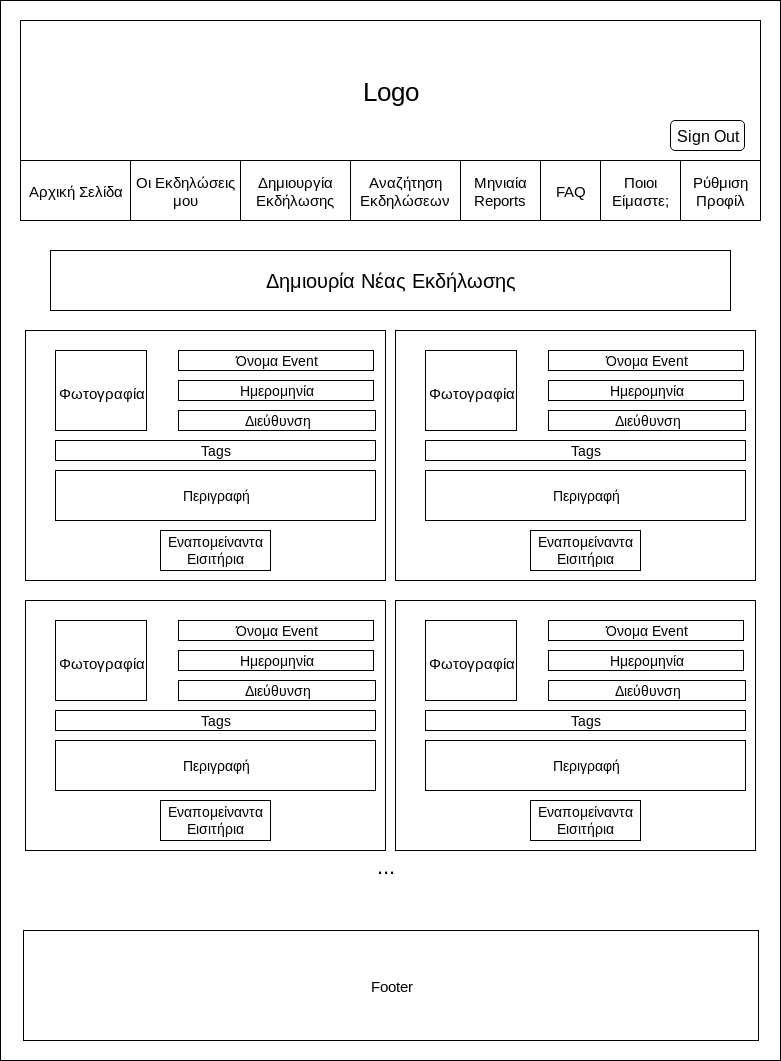 Logo
Sign Out
Αρχική Σελίδα
Οι Εκδηλώσεις
μου
Δημιουργία
Εκδήλωσης
Αναζήτηση
Εκδηλώσεων
Μηνιαία
Reports
FAQ
Ποιοι
Είμαστε;
Ρύθμιση
Προφίλ
Δημιουρία Νέας Εκδήλωσης
Φωτογραφία
Όνομα Event
Ημερομηνία
Διεύθυνση
Tags
Περιγραφή
Εναπομείναντα
Εισιτήρια
Φωτογραφία
Όνομα Event
Ημερομηνία
Διεύθυνση
Tags
Περιγραφή
Εναπομείναντα
Εισιτήρια
Φωτογραφία
Όνομα Event
Ημερομηνία
Διεύθυνση
Tags
Περιγραφή
Εναπομείναντα
Εισιτήρια
Φωτογραφία
Όνομα Event
Ημερομηνία
Διεύθυνση
Tags
Περιγραφή
Εναπομείναντα
Εισιτήρια
...
Footer